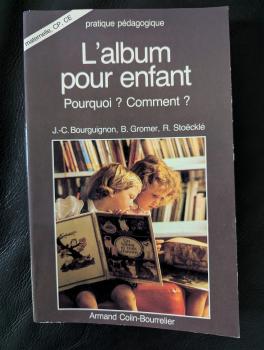 maternelle, CP, CE
pratique pédagogique
L'album
pour enfant
Pourquoi ? Comment ?
J.-C. Bourguignon, B. Gromer, R. Stoëcklé
Armand Colin-Bourrelier